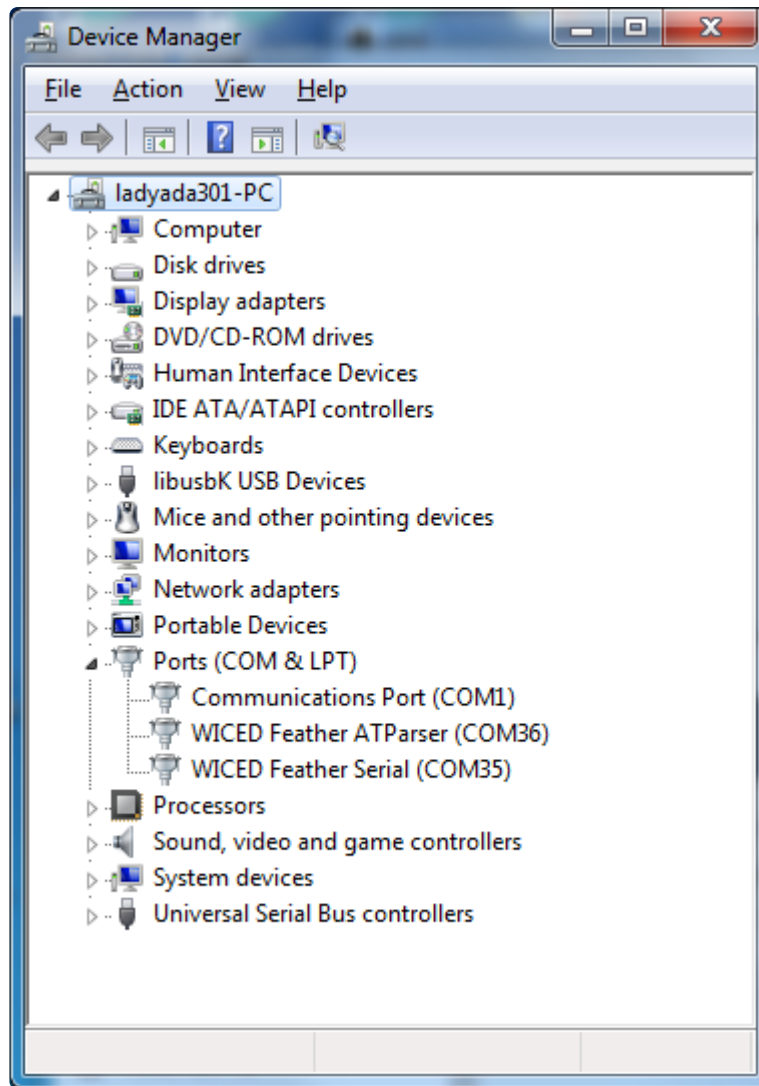 Device Manager
File Action View Help
ladyada301-PC
Computer
Disk drives
Display adapters
DVD/CD-ROM drives
Human Interface Devices
IDE ATA/ATAPI controllers
Keyboards
libusbK USB Devices
Mice and other pointing devices
Monitors
Network adapters
Portable Devices
Ports (COM & LPT)
Communications Port (COM1)
WICED Feather ATParser (COM36)
WICED Feather Serial (COM35)
Processors
Sound, video and game controllers
System devices
Universal Serial Bus controllers